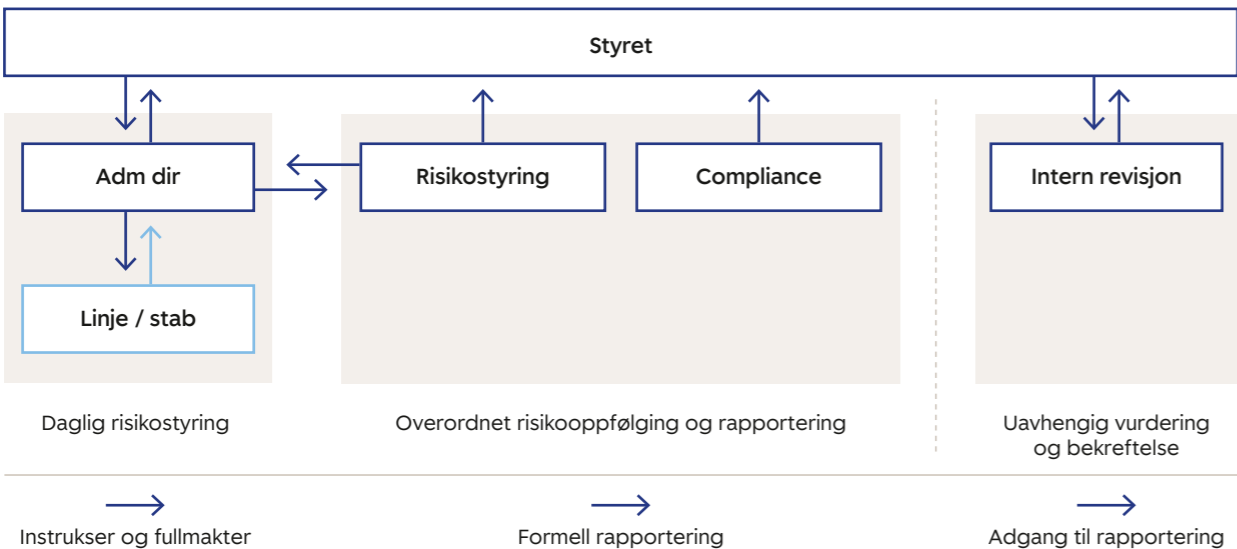 Styret
Adm dir
Risikostyring
Compliance
Intern revisjon
Linje / stab
Daglig risikostyring
Overordnet risikooppfølging og rapportering
Uavhengig vurdering
og bekreftelse
Instrukser og fullmakter
Formell rapportering
Adgang til rapportering